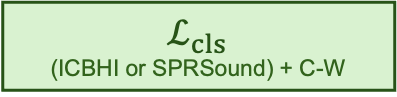 ℒcls
(ICBHI or SPRSound) + C-W